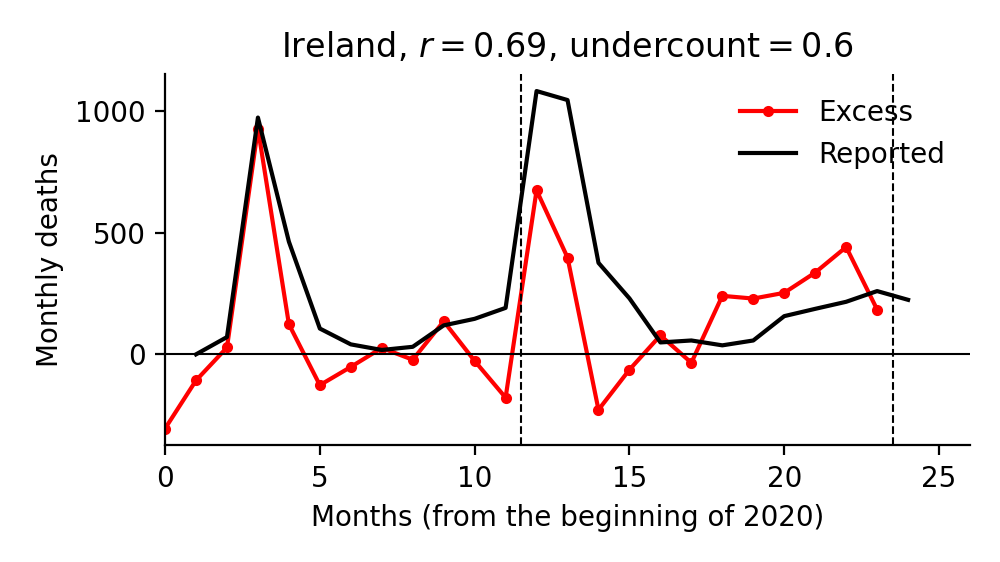 Ireland, r = 0.69, undercount = 0.6
Monthly deaths
1000
500
0
Excess
Reported
0 5 10 15 20 25
Months (from the beginning of 2020)